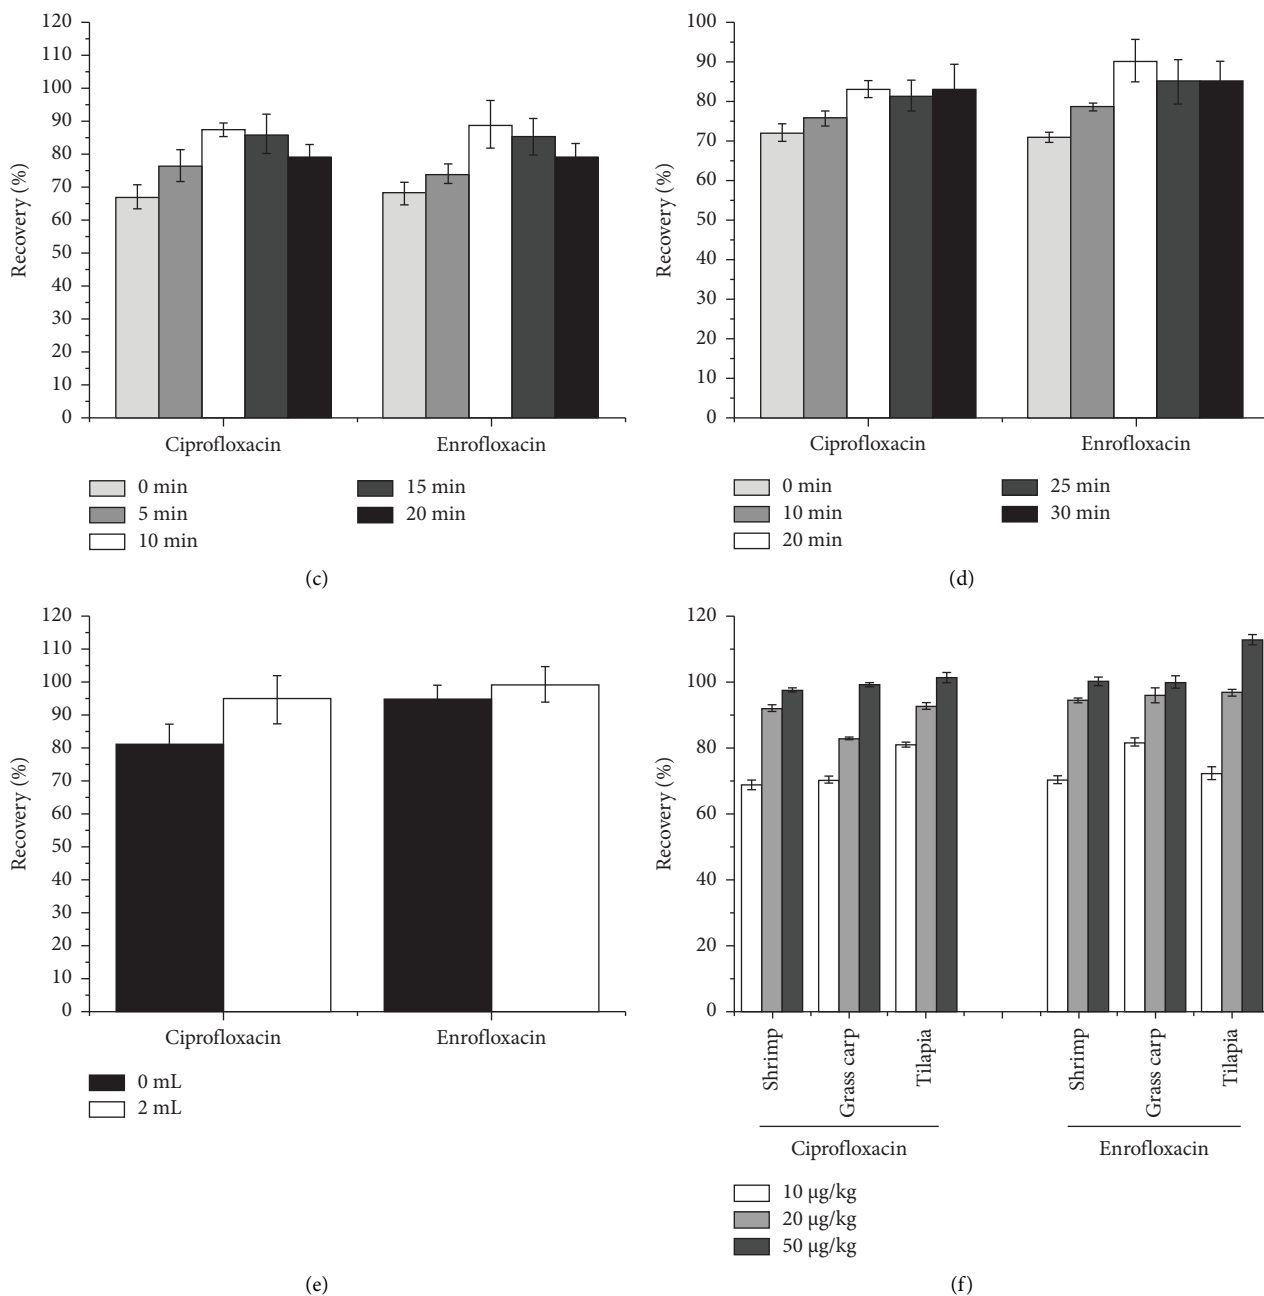 120
110
100
90
80
70
60
50
40
30
20
10
0
Recovery (%)
Ciprofloxacin
Enrofloxacin
0 min
5 min
10 min
15 min
20 min
(c)
100
90
80
70
60
50
40
30
20
10
0
Recovery (%)
Ciprofloxacin
Enrofloxacin
0 min
10 min
20 min
25 min
30 min
(d)
120
110
100
90
80
70
60
50
40
30
20
10
0
Recovery (%)
Ciprofloxacin
Enrofloxacin
0 mL
2 mL
(e)
120
100
80
60
40
20
0
Recovery (%)
Shrimp
Grass carp
Tilapia
Shrimp
Grass carp
Tilapia
Ciprofloxacin
Enrofloxacin
10 µg/kg
20 µg/kg
50 µg/kg
(f)